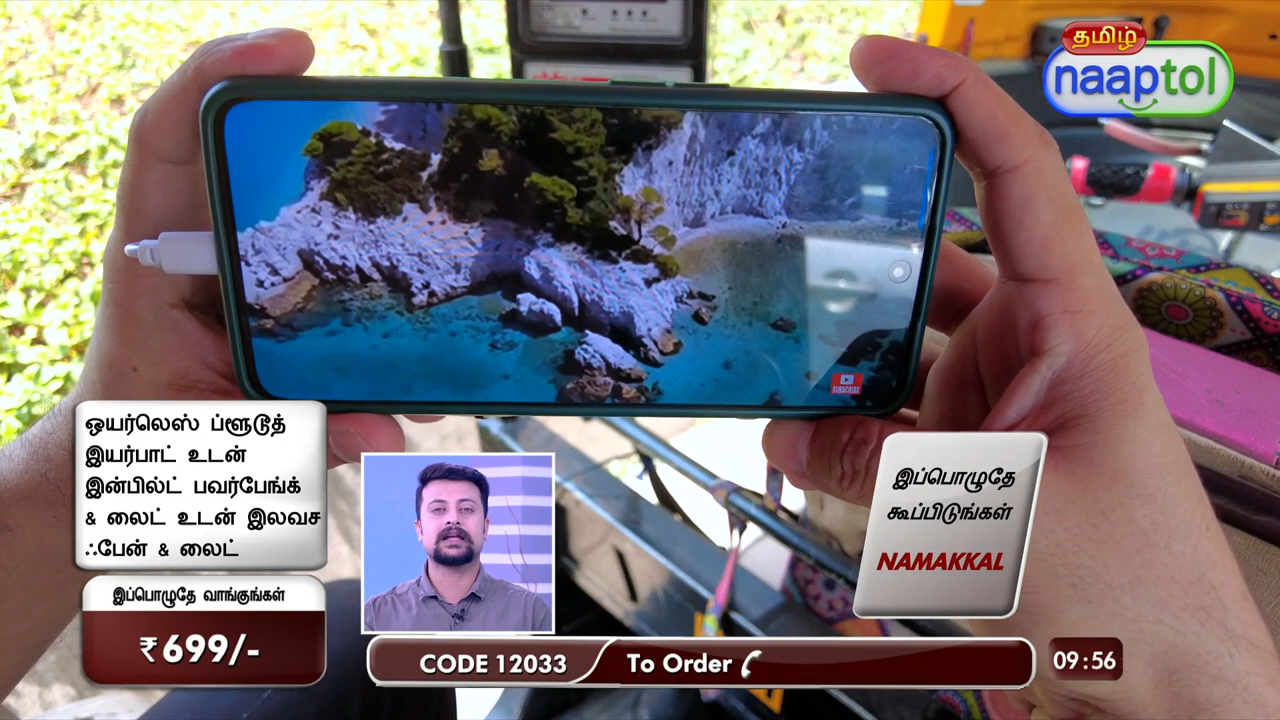 தமிழ்
naaptol
SUBSCRIBE
ஒயர்லெஸ் ப்ளூடூத்
இயர்பாட் உடன்
இன்பில்ட் பவர்பேங்க்
& லைட் உடன் இலவச
ஃபேன் & லைட்
இப்பொழுதே வாங்குங்கள்
₹699/-
இப்பொழுதே
கூப்பிடுங்கள்
NAMAKKAL
CODE 12033 To Order
09:56